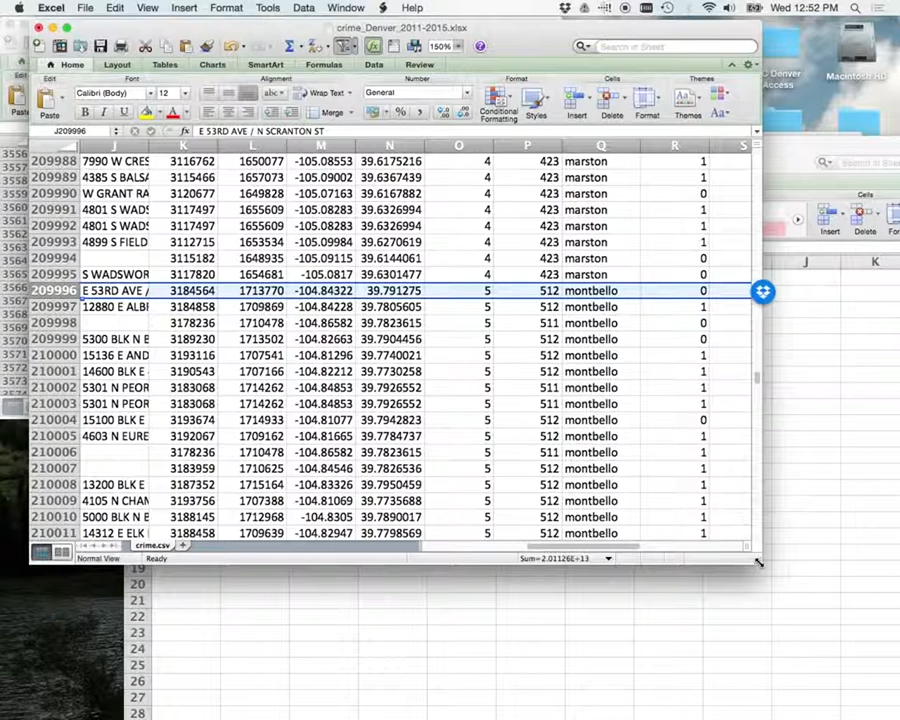 Excel File Edit View Insert Format Tools Data Window Help Wed 12:52 PM
crime_Denver_2011-2015.xlsx
150% Search in Sheet
Home Layout Tables Charts SmartArt Formulas Data Review
Edit Font Alignment Number Format Cells Themes
Calibri (Body) 12 abc Wrap Text General
Paste B I U A Merge % Conditional Formatting Styles Insert Delete Format Themes Aa
J209996 fx E 53RD AVE / N SCRANTON ST
J K L M N O P Q R S
209988 7990 W CRES 3116762 1650077 -105.08553 39.6175216 4 423 marston 1
209989 4385 S BALSA 3115466 1657073 -105.09002 39.6367439 4 423 marston 1
209990 W GRANT RA 3120677 1649828 -105.07163 39.6167882 4 423 marston 0
209991 4801 S WADS 3117497 1655609 -105.08283 39.6326994 4 423 marston 1
209992 4801 S WADS 3117497 1655609 -105.08283 39.6326994 4 423 marston 1
209993 4899 S FIELD 3112715 1653534 -105.09984 39.6270619 4 423 marston 1
209994 3115182 1648935 -105.09115 39.6144061 4 423 marston 0
209995 S WADSWOR 3117820 1654681 -105.0817 39.6301477 4 423 marston 0
209996 E 53RD AVE / 3184564 1713770 -104.84322 39.791275 5 512 montbello 0
209997 12880 E ALBI 3184858 1709869 -104.84228 39.7805605 5 512 montbello 1
209998 3178236 1710478 -104.86582 39.7823615 5 511 montbello 0
209999 5300 BLK N B 3189230 1713502 -104.82663 39.7904456 5 512 montbello 0
210000 15136 E AND 3193116 1707541 -104.81296 39.7740021 5 512 montbello 1
210001 14600 BLK E 3190543 1707166 -104.82212 39.7730258 5 512 montbello 1
210002 5301 N PEOR 3183068 1714262 -104.84853 39.7926552 5 511 montbello 1
210003 5301 N PEOR 3183068 1714262 -104.84853 39.7926552 5 511 montbello 1
210004 15100 BLK E 3193674 1714933 -104.81077 39.7942823 5 512 montbello 0
210005 4603 N EURE 3192067 1709162 -104.81665 39.7784737 5 512 montbello 1
210006 3178236 1710478 -104.86582 39.7823615 5 511 montbello 1
210007 3183959 1710625 -104.84546 39.7826536 5 512 montbello 1
210008 13200 BLK E 3187352 1715164 -104.83326 39.7950459 5 512 montbello 1
210009 4105 N CHAN 3193756 1707388 -104.81069 39.7735688 5 512 montbello 1
210010 5000 BLK N B 3188145 1712968 -104.8305 39.7890017 5 512 montbello 1
210011 14312 E ELK 3188458 1709639 -104.82947 39.7798569 5 512 montbello 1
crime.csv
Normal View Ready Sum=2.01126E+13
C Denver
Access
Macintosh HD
Search in Sheet
Cells
Insert Delete
J K
19
20
21
22
23
24
25
26
27
28